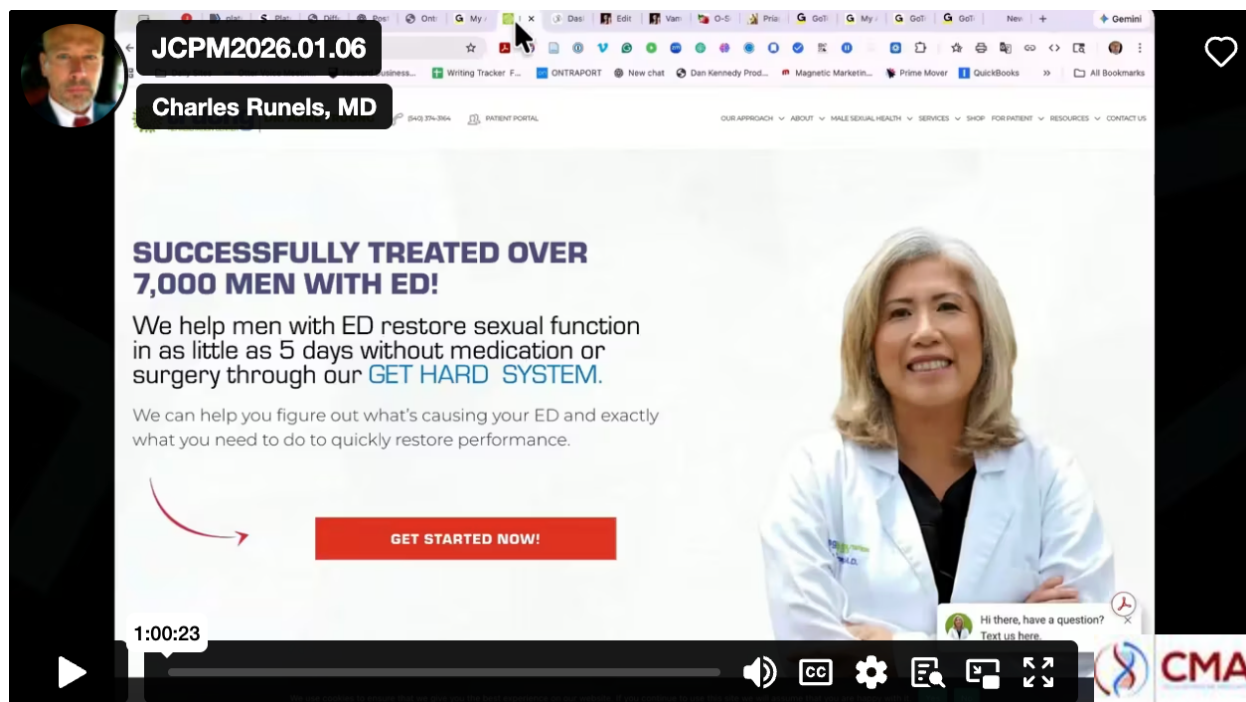 JCPM2026.01.06
Charles Runels, MD
Gemini
Writing Tracker F...
ONTRAPORT
New chat
Dan Kennedy Prod...
Magnetic Marketin...
Prime Mover
QuickBooks
All Bookmarks
(540) 374-3164
PATIENT PORTAL
OUR APPROACH
ABOUT
MALE SEXUAL HEALTH
SERVICES
SHOP
FOR PATIENT
RESOURCES
CONTACT US
SUCCESSFULLY TREATED OVER
7,000 MEN WITH ED!
We help men with ED restore sexual function
in as little as 5 days without medication or
surgery through our GET HARD SYSTEM.
We can help you figure out what's causing your ED and exactly
what you need to do to quickly restore performance.
GET STARTED NOW!
Hi there, have a question?
Text us here.
1:00:23
CC
CMA